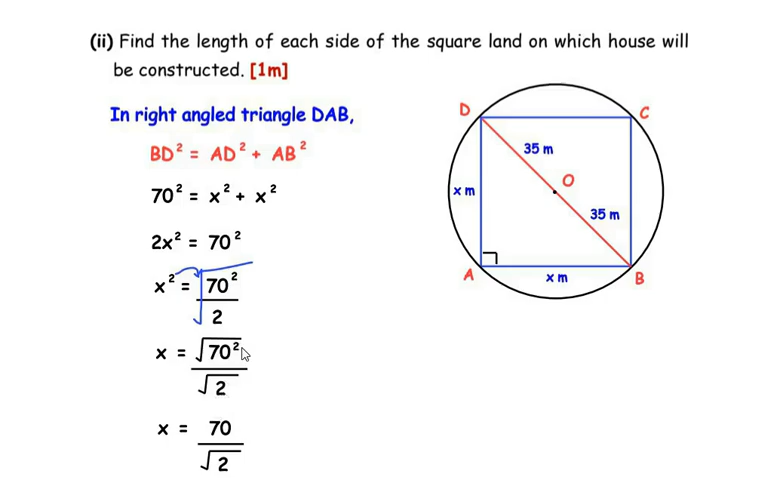 (ii) Find the length of each side of the square land on which house will
be constructed. [1m]
In right angled triangle DAB,
BD² = AD² + AB²
70² = x² + x²
2x² = 70²
x² = √70²
√2
x = √70²
√2
x = 70
√2
D
C
35 m
O
x m
35 m
A
x m
B